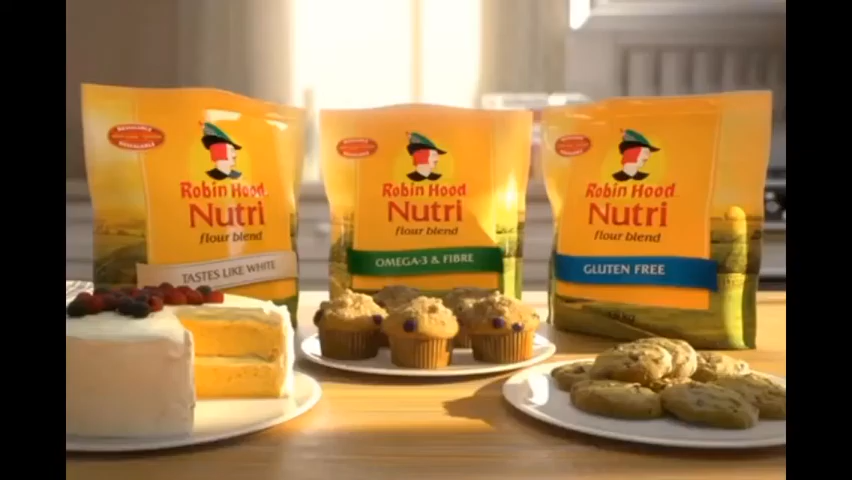 RESEALABLE
Robin Hood
Nutri
flour blend
TASTES LIKE WHITE
Robin Hood
Nutri
flour blend
OMEGA-3 & FIBRE
Robin Hood
Nutri
flour blend
GLUTEN FREE